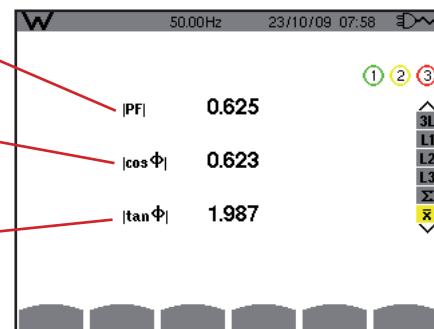 W 50.00Hz 23/10/09 07:58
1 2 3
|PF| 0.625
3L
L1
|cos Φ| 0.623
L2
L3
Σ
|tan Φ| 1.987
x̅